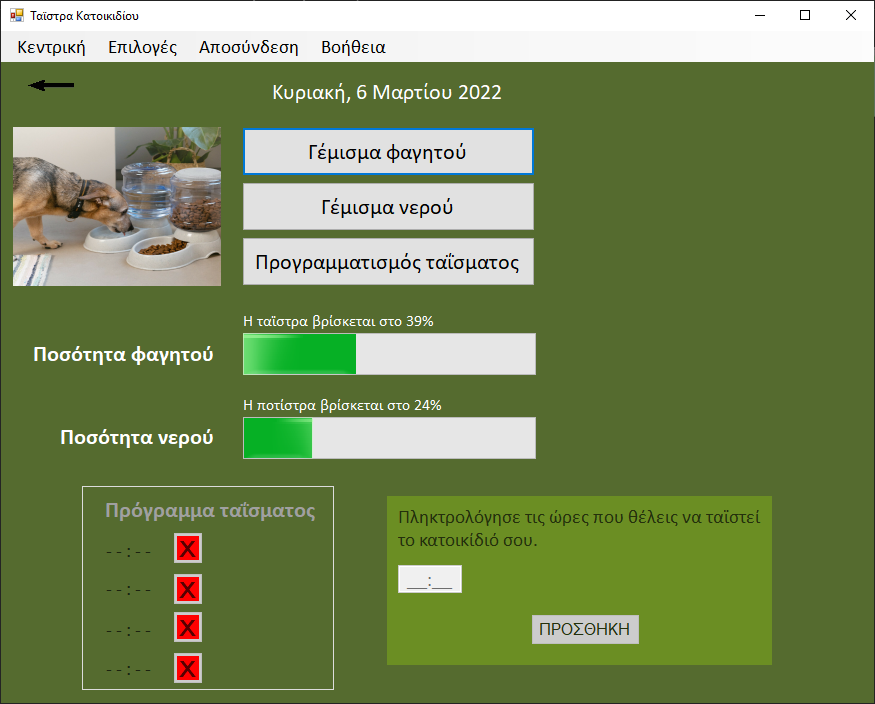 Ταΐστρα Κατοικιδίου
Κεντρική Επιλογές Αποσύνδεση Βοήθεια
Κυριακή, 6 Μαρτίου 2022
Γέμισμα φαγητού
Γέμισμα νερού
Προγραμματισμός ταΐσματος
Η ταΐστρα βρίσκεται στο 39%
Ποσότητα φαγητού
Η ποτίστρα βρίσκεται στο 24%
Ποσότητα νερού
Πρόγραμμα ταΐσματος
--:-- X
--:-- X
--:-- X
--:-- X
Πληκτρολόγησε τις ώρες που θέλεις να ταϊστεί
το κατοικίδιό σου.
__:__
ΠΡΟΣΘΗΚΗ